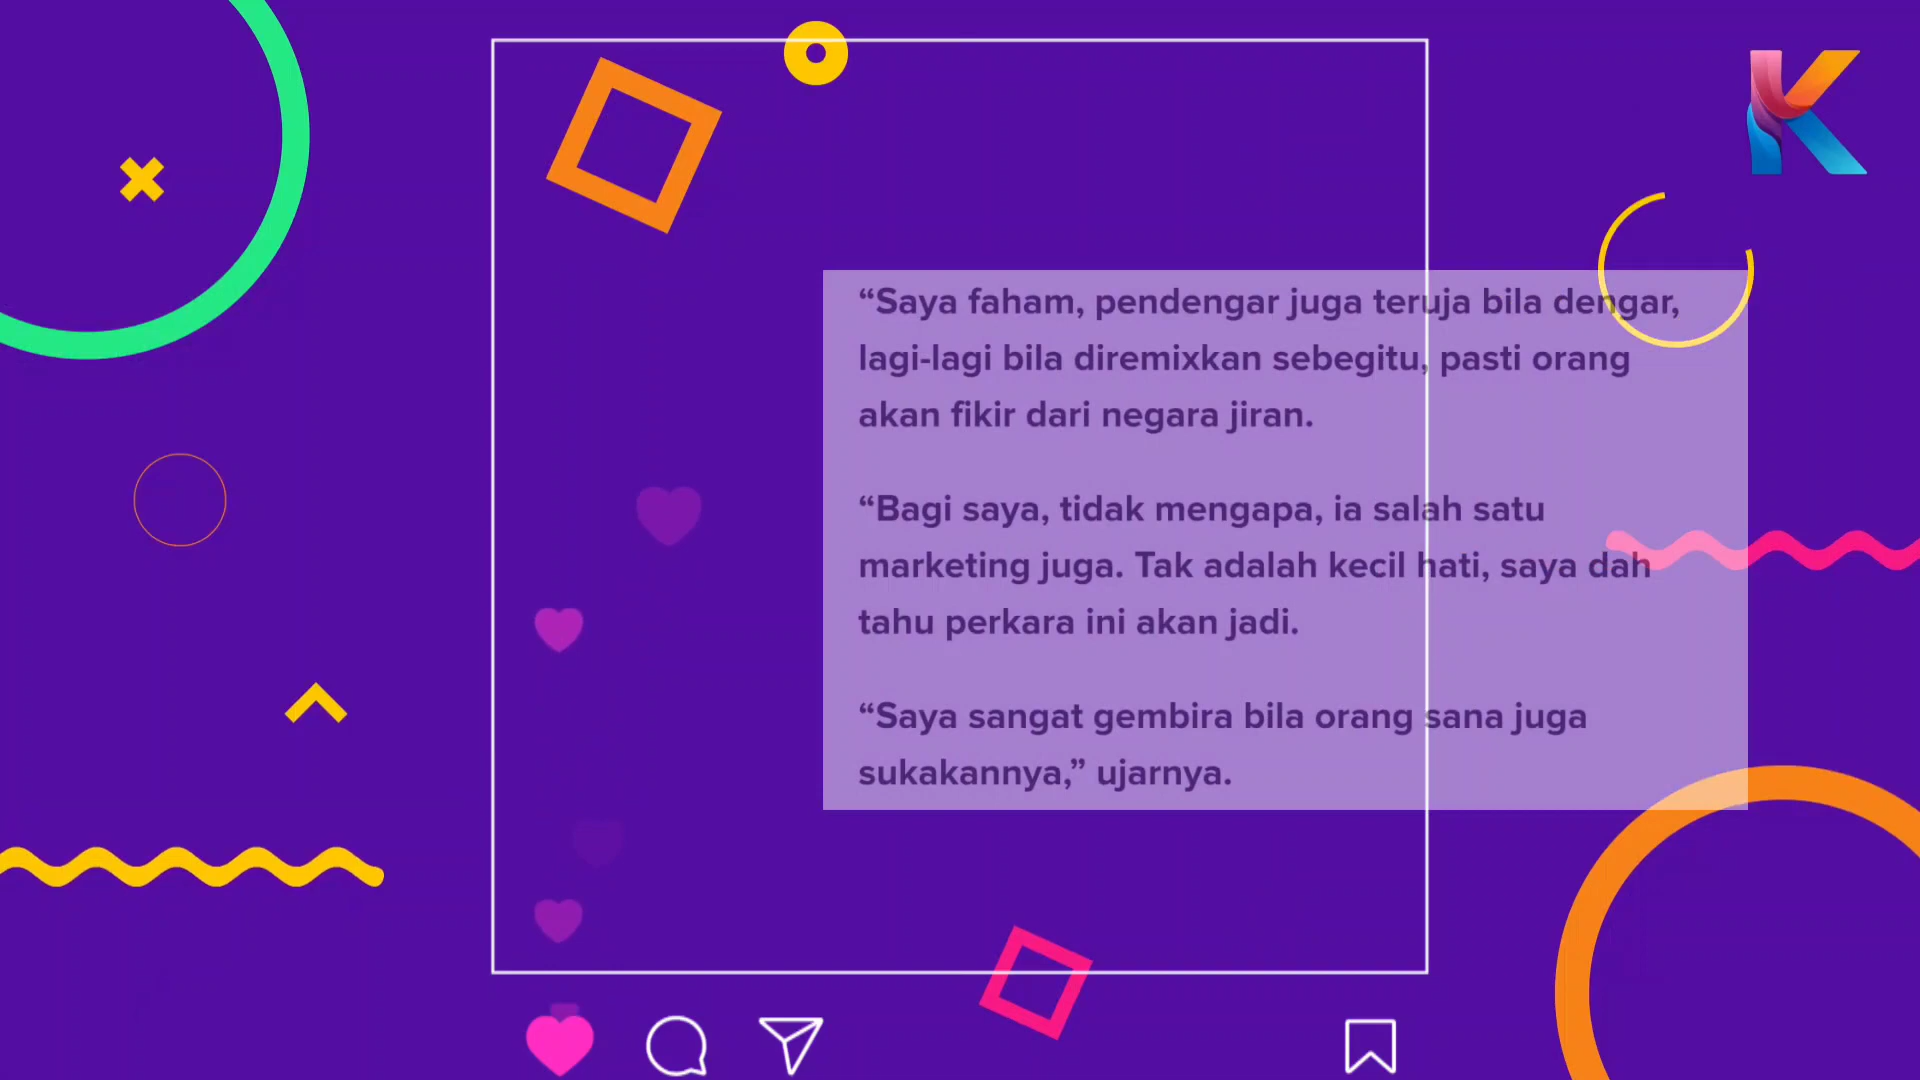 “Saya faham, pendengar juga teruja bila dengar,
lagi-lagi bila diremixkan sebegitu, pasti orang
akan fikir dari negara jiran.
“Bagi saya, tidak mengapa, ia salah satu
marketing juga. Tak adalah kecil hati, saya dah
tahu perkara ini akan jadi.
“Saya sangat gembira bila orang sana juga
sukakannya,” ujarnya.
K